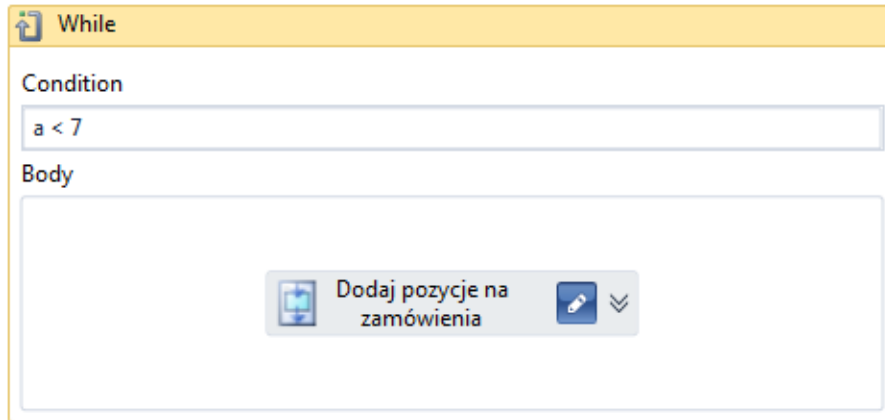 While
Condition
a < 7
Body
Dodaj pozycje na
zamówienia